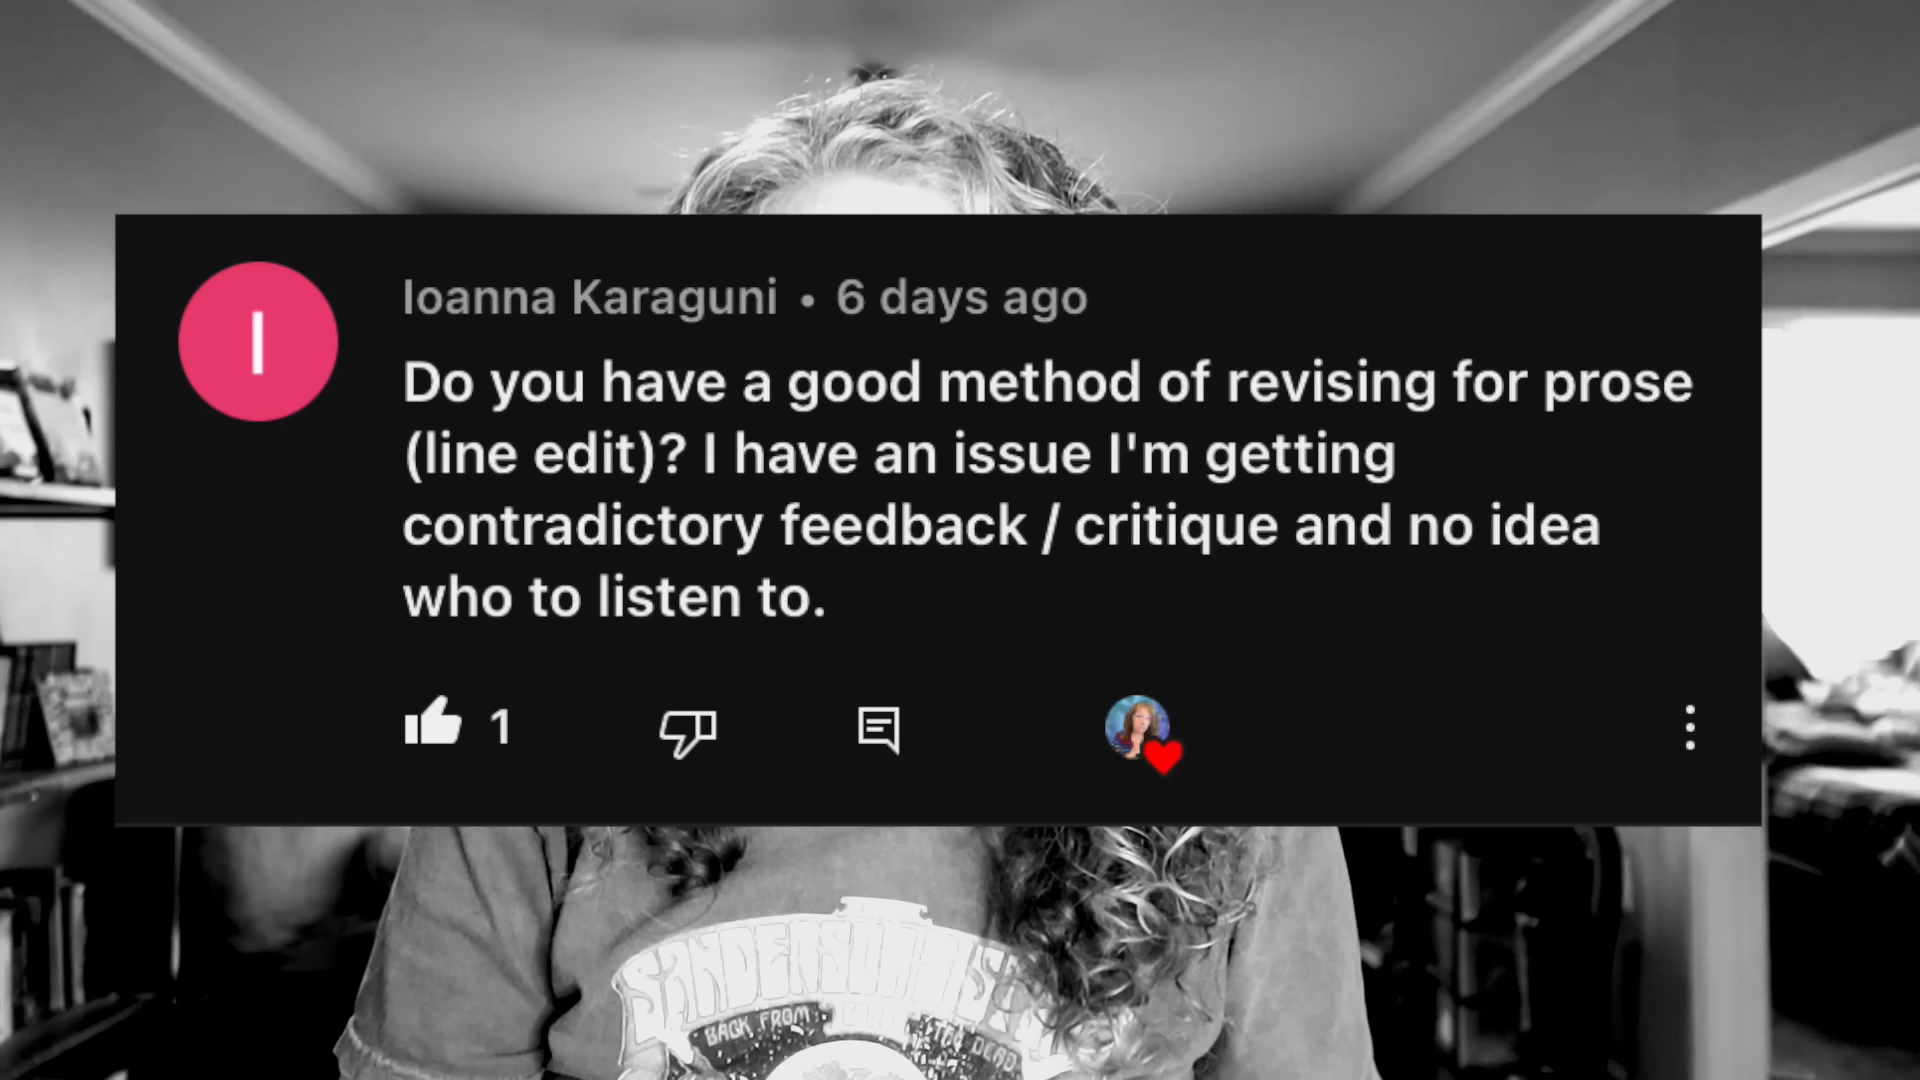 I
Ioanna Karaguni • 6 days ago
Do you have a good method of revising for prose
(line edit)? I have an issue I'm getting
contradictory feedback / critique and no idea
who to listen to.
1
BACK FROM
DEAD